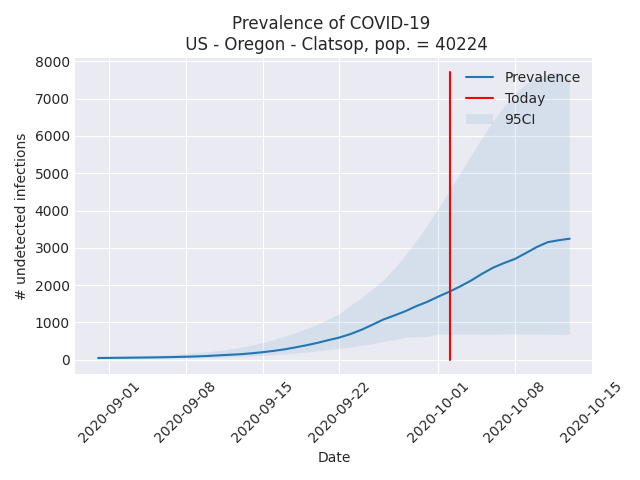 Prevalence of COVID-19
US - Oregon - Clatsop, pop. = 40224
# undetected infections
8000
7000
6000
5000
4000
3000
2000
1000
0
Prevalence
Today
95CI
2020-09-01
2020-09-08
2020-09-15
2020-09-22
2020-10-01
2020-10-08
2020-10-15
Date